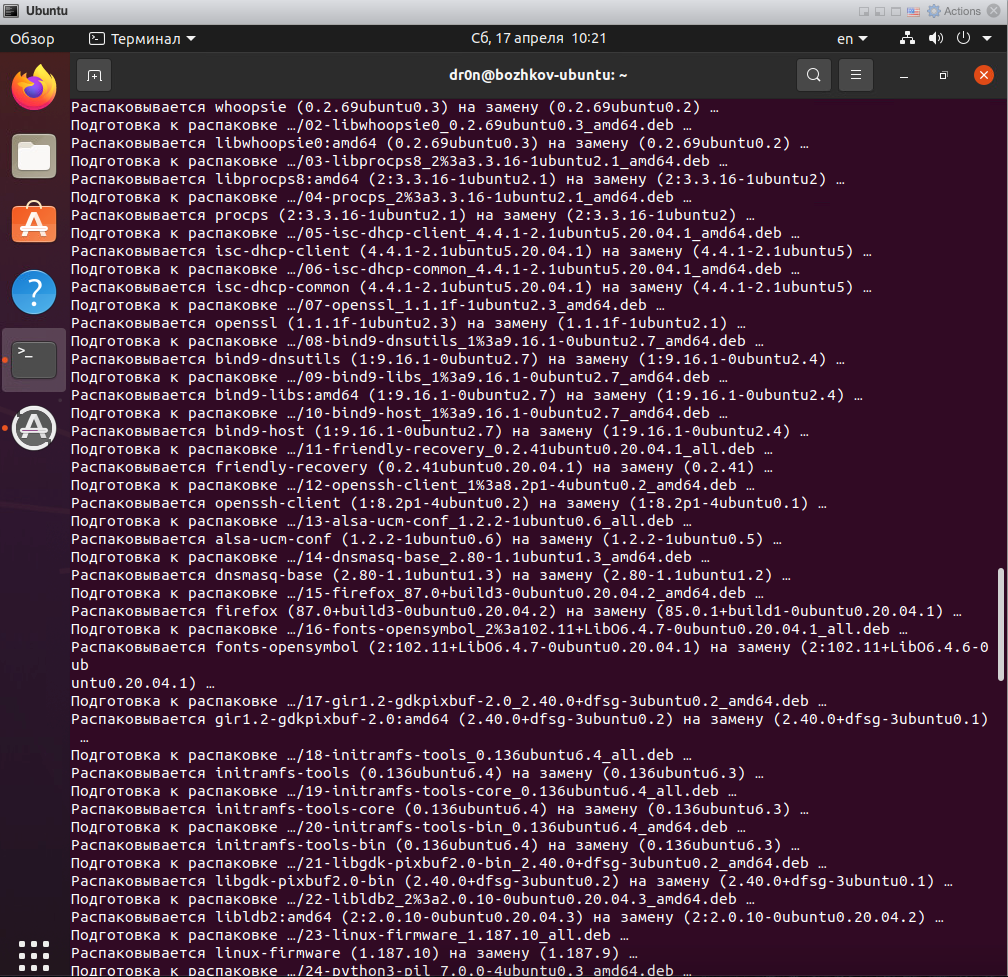 Ubuntu
Actions
Обзор
Терминал
Сб, 17 апреля 10:21
en
dr0n@bozhkov-ubuntu: ~
Распаковывается whoopsie (0.2.69ubuntu0.3) на замену (0.2.69ubuntu0.2) …
Подготовка к распаковке …/02-libwhoopsie0_0.2.69ubuntu0.3_amd64.deb …
Распаковывается libwhoopsie0:amd64 (0.2.69ubuntu0.3) на замену (0.2.69ubuntu0.2) …
Подготовка к распаковке …/03-libprocps8_2%3a3.3.16-1ubuntu2.1_amd64.deb …
Распаковывается libprocps8:amd64 (2:3.3.16-1ubuntu2.1) на замену (2:3.3.16-1ubuntu2) …
Подготовка к распаковке …/04-procps_2%3a3.3.16-1ubuntu2.1_amd64.deb …
Распаковывается procps (2:3.3.16-1ubuntu2.1) на замену (2:3.3.16-1ubuntu2) …
Подготовка к распаковке …/05-isc-dhcp-client_4.4.1-2.1ubuntu5.20.04.1_amd64.deb …
Распаковывается isc-dhcp-client (4.4.1-2.1ubuntu5.20.04.1) на замену (4.4.1-2.1ubuntu5) …
Подготовка к распаковке …/06-isc-dhcp-common_4.4.1-2.1ubuntu5.20.04.1_amd64.deb …
Распаковывается isc-dhcp-common (4.4.1-2.1ubuntu5.20.04.1) на замену (4.4.1-2.1ubuntu5) …
Подготовка к распаковке …/07-openssl_1.1.1f-1ubuntu2.3_amd64.deb …
Распаковывается openssl (1.1.1f-1ubuntu2.3) на замену (1.1.1f-1ubuntu2.1) …
Подготовка к распаковке …/08-bind9-dnsutils_1%3a9.16.1-0ubuntu2.7_amd64.deb …
Распаковывается bind9-dnsutils (1:9.16.1-0ubuntu2.7) на замену (1:9.16.1-0ubuntu2.4) …
Подготовка к распаковке …/09-bind9-libs_1%3a9.16.1-0ubuntu2.7_amd64.deb …
Распаковывается bind9-libs:amd64 (1:9.16.1-0ubuntu2.7) на замену (1:9.16.1-0ubuntu2.4) …
Подготовка к распаковке …/10-bind9-host_1%3a9.16.1-0ubuntu2.7_amd64.deb …
Распаковывается bind9-host (1:9.16.1-0ubuntu2.7) на замену (1:9.16.1-0ubuntu2.4) …
Подготовка к распаковке …/11-friendly-recovery_0.2.41ubuntu0.20.04.1_all.deb …
Распаковывается friendly-recovery (0.2.41ubuntu0.20.04.1) на замену (0.2.41) …
Подготовка к распаковке …/12-openssh-client_1%3a8.2p1-4ubuntu0.2_amd64.deb …
Распаковывается openssh-client (1:8.2p1-4ubuntu0.2) на замену (1:8.2p1-4ubuntu0.1) …
Подготовка к распаковке …/13-alsa-ucm-conf_1.2.2-1ubuntu0.6_all.deb …
Распаковывается alsa-ucm-conf (1.2.2-1ubuntu0.6) на замену (1.2.2-1ubuntu0.5) …
Подготовка к распаковке …/14-dnsmasq-base_2.80-1.1ubuntu1.3_amd64.deb …
Распаковывается dnsmasq-base (2.80-1.1ubuntu1.3) на замену (2.80-1.1ubuntu1.2) …
Подготовка к распаковке …/15-firefox_87.0+build3-0ubuntu0.20.04.2_amd64.deb …
Распаковывается firefox (87.0+build3-0ubuntu0.20.04.2) на замену (85.0.1+build1-0ubuntu0.20.04.1) …
Подготовка к распаковке …/16-fonts-opensymbol_2%3a102.11+LibO6.4.7-0ubuntu0.20.04.1_all.deb …
Распаковывается fonts-opensymbol (2:102.11+LibO6.4.7-0ubuntu0.20.04.1) на замену (2:102.11+LibO6.4.6-0
ub
untu0.20.04.1) …
Подготовка к распаковке …/17-gir1.2-gdkpixbuf-2.0_2.40.0+dfsg-3ubuntu0.2_amd64.deb …
Распаковывается gir1.2-gdkpixbuf-2.0:amd64 (2.40.0+dfsg-3ubuntu0.2) на замену (2.40.0+dfsg-3ubuntu0.1)
…
Подготовка к распаковке …/18-initramfs-tools_0.136ubuntu6.4_all.deb …
Распаковывается initramfs-tools (0.136ubuntu6.4) на замену (0.136ubuntu6.3) …
Подготовка к распаковке …/19-initramfs-tools-core_0.136ubuntu6.4_all.deb …
Распаковывается initramfs-tools-core (0.136ubuntu6.4) на замену (0.136ubuntu6.3) …
Подготовка к распаковке …/20-initramfs-tools-bin_0.136ubuntu6.4_amd64.deb …
Распаковывается initramfs-tools-bin (0.136ubuntu6.4) на замену (0.136ubuntu6.3) …
Подготовка к распаковке …/21-libgdk-pixbuf2.0-bin_2.40.0+dfsg-3ubuntu0.2_amd64.deb …
Распаковывается libgdk-pixbuf2.0-bin (2.40.0+dfsg-3ubuntu0.2) на замену (2.40.0+dfsg-3ubuntu0.1) …
Подготовка к распаковке …/22-libldb2_2%3a2.0.10-0ubuntu0.20.04.3_amd64.deb …
Распаковывается libldb2:amd64 (2:2.0.10-0ubuntu0.20.04.3) на замену (2:2.0.10-0ubuntu0.20.04.2) …
Подготовка к распаковке …/23-linux-firmware_1.187.10_all.deb …
Распаковывается linux-firmware (1.187.10) на замену (1.187.9) …
Подготовка к распаковке …/24-python3-pil_7.0.0-4ubuntu0.3_amd64.deb …